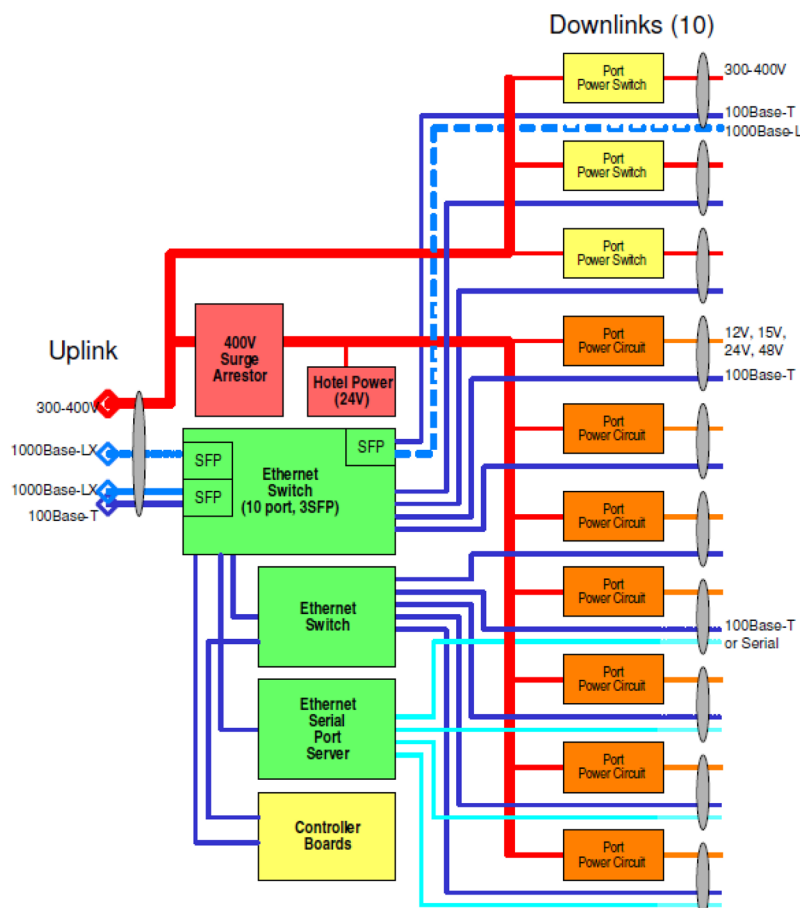 Downlinks (10)
Port
Power Switch
300-400V
100Base-T
1000Base-L
Port
Power Switch
Port
Power Switch
Uplink
400V
Surge
Arrestor
Hotel Power
(24V)
Port
Power Circuit
12V, 15V,
24V, 48V
100Base-T
300-400V
1000Base-LX
1000Base-LX
100Base-T
SFP
SFP
SFP
Ethernet
Switch
(10 port, 3SFP)
Port
Power Circuit
Port
Power Circuit
Ethernet
Switch
Port
Power Circuit
100Base-T
or Serial
Ethernet
Serial
Port
Server
Port
Power Circuit
Port
Power Circuit
Controller
Boards
Port
Power Circuit